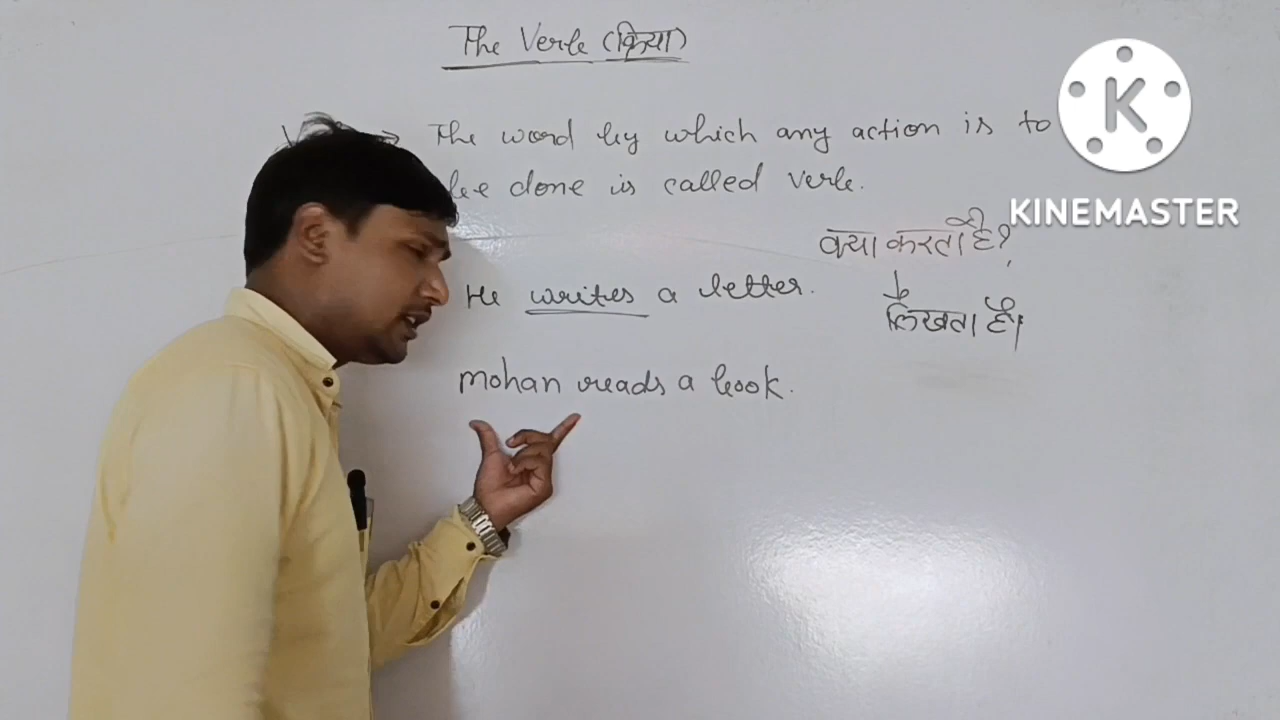 The Verb (क्रिया)
The word by which any action is to
be done is called verb.
क्या करता है?
He writes a letter.
लिखता है।
Mohan reads a book.
K
KINEMASTER